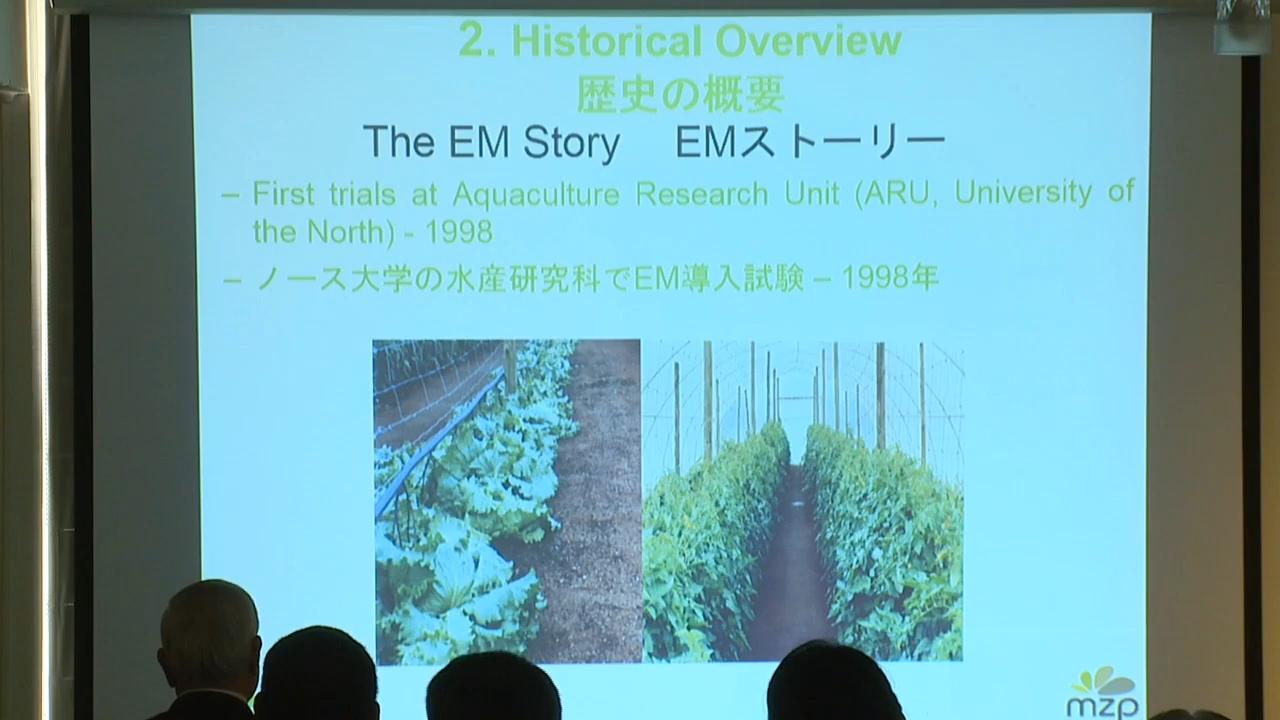 2. Historical Overview
歴史の概要
The EM Story EMストーリー
– First trials at Aquaculture Research Unit (ARU, University of
the North) - 1998
– ノース大学の水産研究科でEM導入試験 – 1998年
mzp